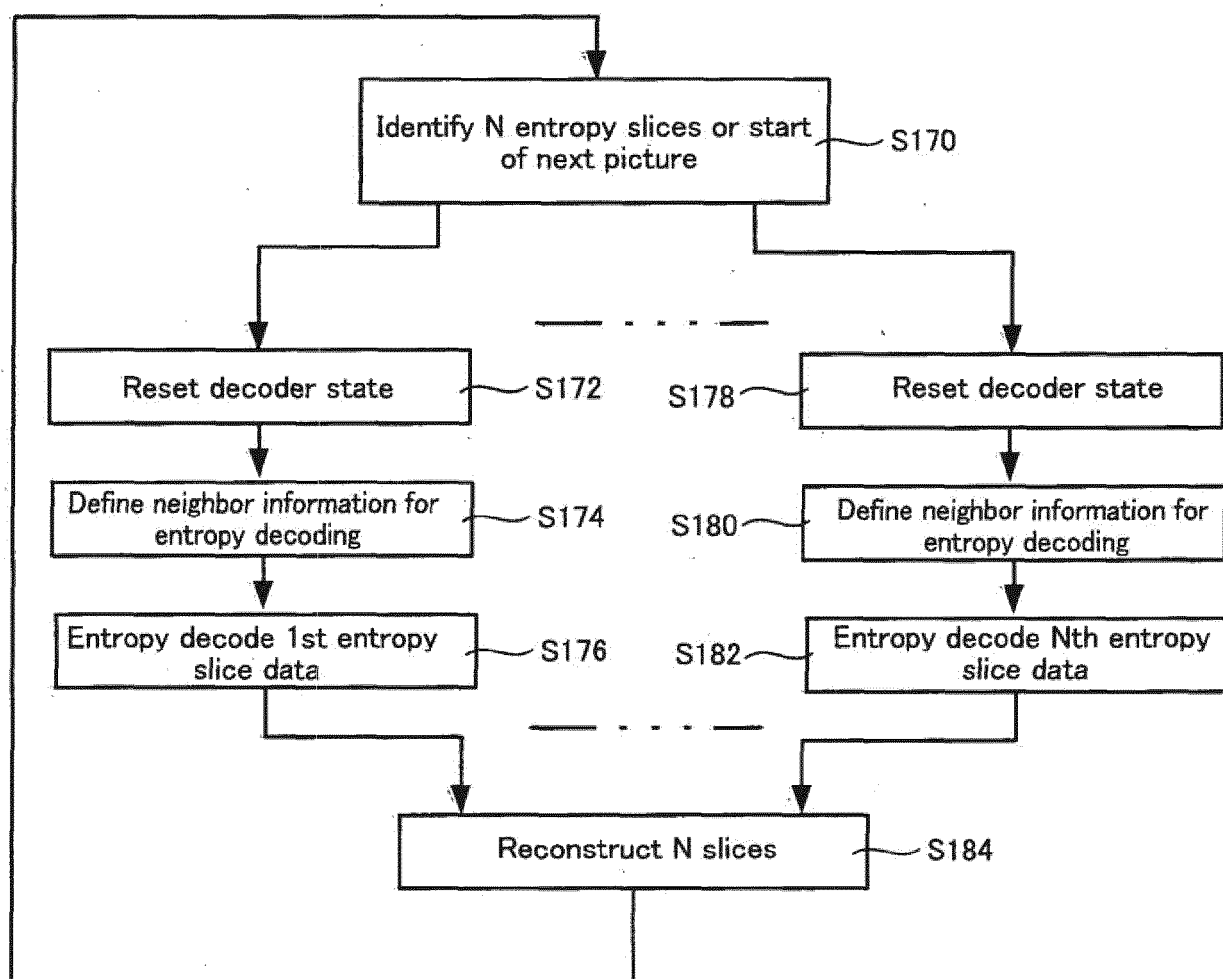 Identify N entropy slices or start
of next picture
S170
Reset decoder state
S172
S178
Reset decoder state
Define neighbor information for
entropy decoding
S174
S180
Define neighbor information for
entropy decoding
Entropy decode 1st entropy
slice data
S176
S182
Entropy decode Nth entropy
slice data
Reconstruct N slices
S184